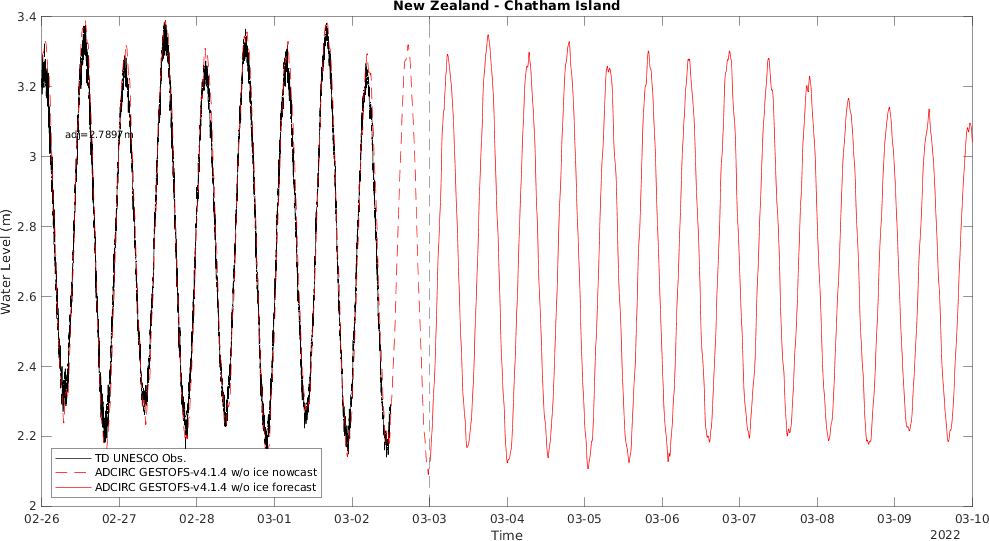 New Zealand - Chatham Island
3.4
3.2
3
2.8
2.6
2.4
2.2
2
Water Level (m)
adj=2.7897m
TD UNESCO Obs.
ADCIRC GESTOFS-v4.1.4 w/o ice nowcast
ADCIRC GESTOFS-v4.1.4 w/o ice forecast
02-26 02-27 02-28 03-01 03-02 03-03 03-04 03-05 03-06 03-07 03-08 03-09 03-10
Time
2022